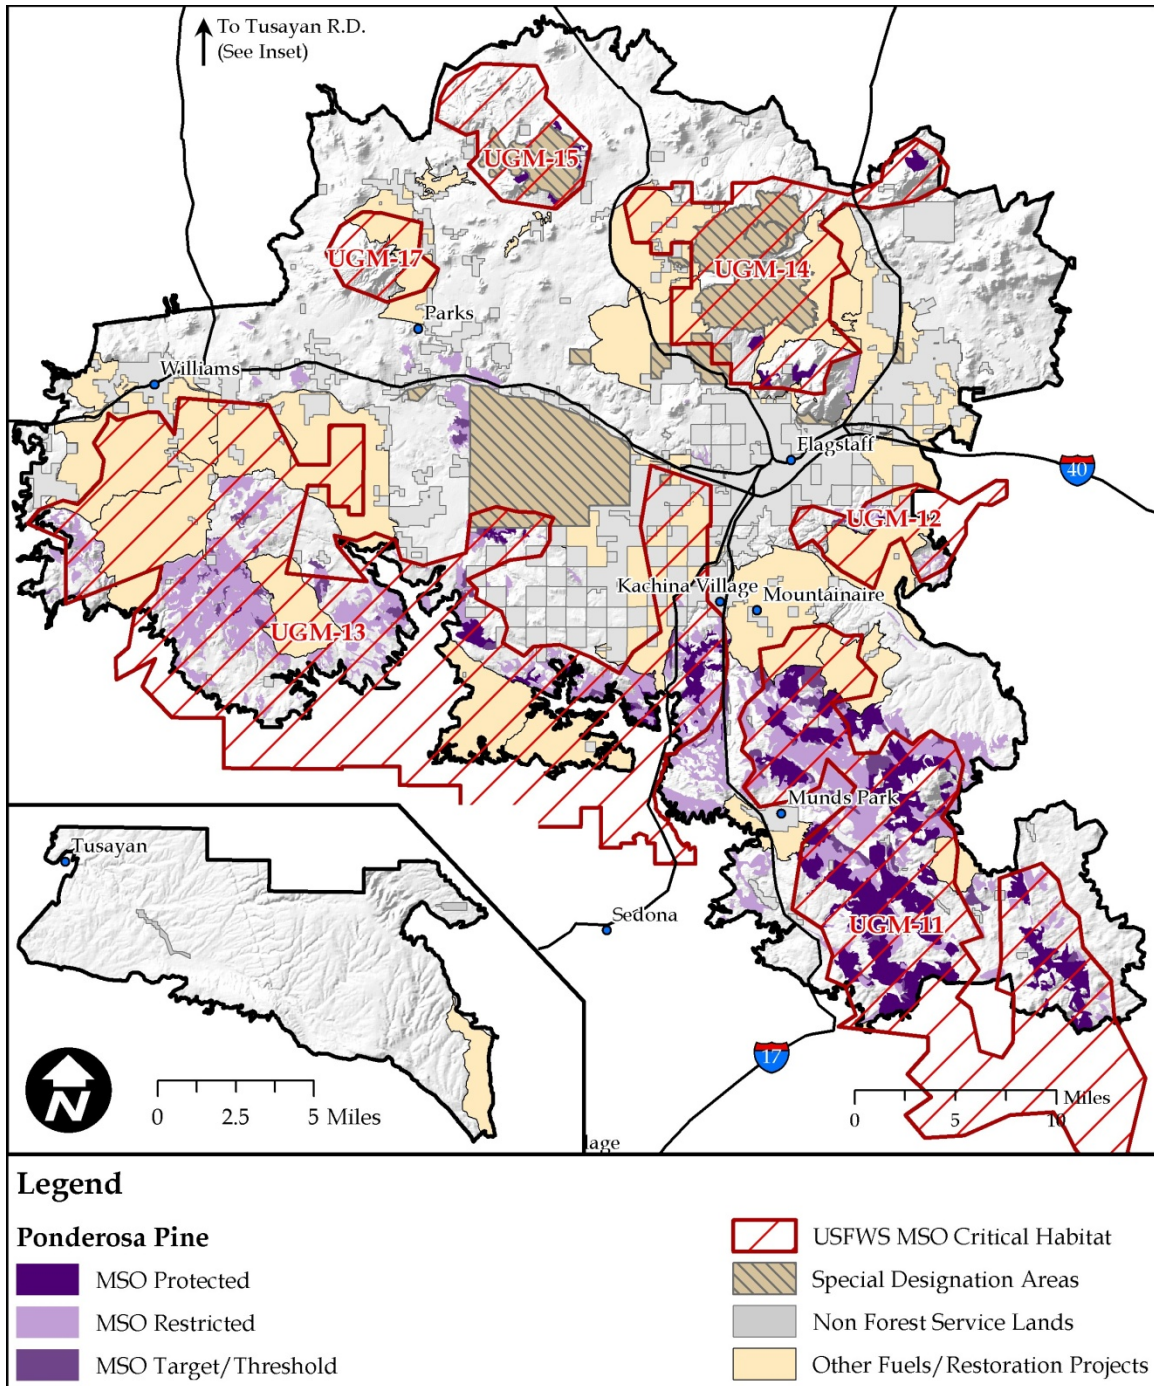 To Tusayan R.D.
(See Inset)
UGM-15
UGM-17
UGM-14
Parks
Williams
Flagstaff
40
UGM-12
Kachina Village
Mountainaire
UGM-13
Munds Park
UGM-11
Sedona
Tusayan
17
N
0 2.5 5 Miles
Miles
0 5 10
lage
Legend
Ponderosa Pine
MSO Protected
MSO Restricted
MSO Target/Threshold
USFWS MSO Critical Habitat
Special Designation Areas
Non Forest Service Lands
Other Fuels/Restoration Projects